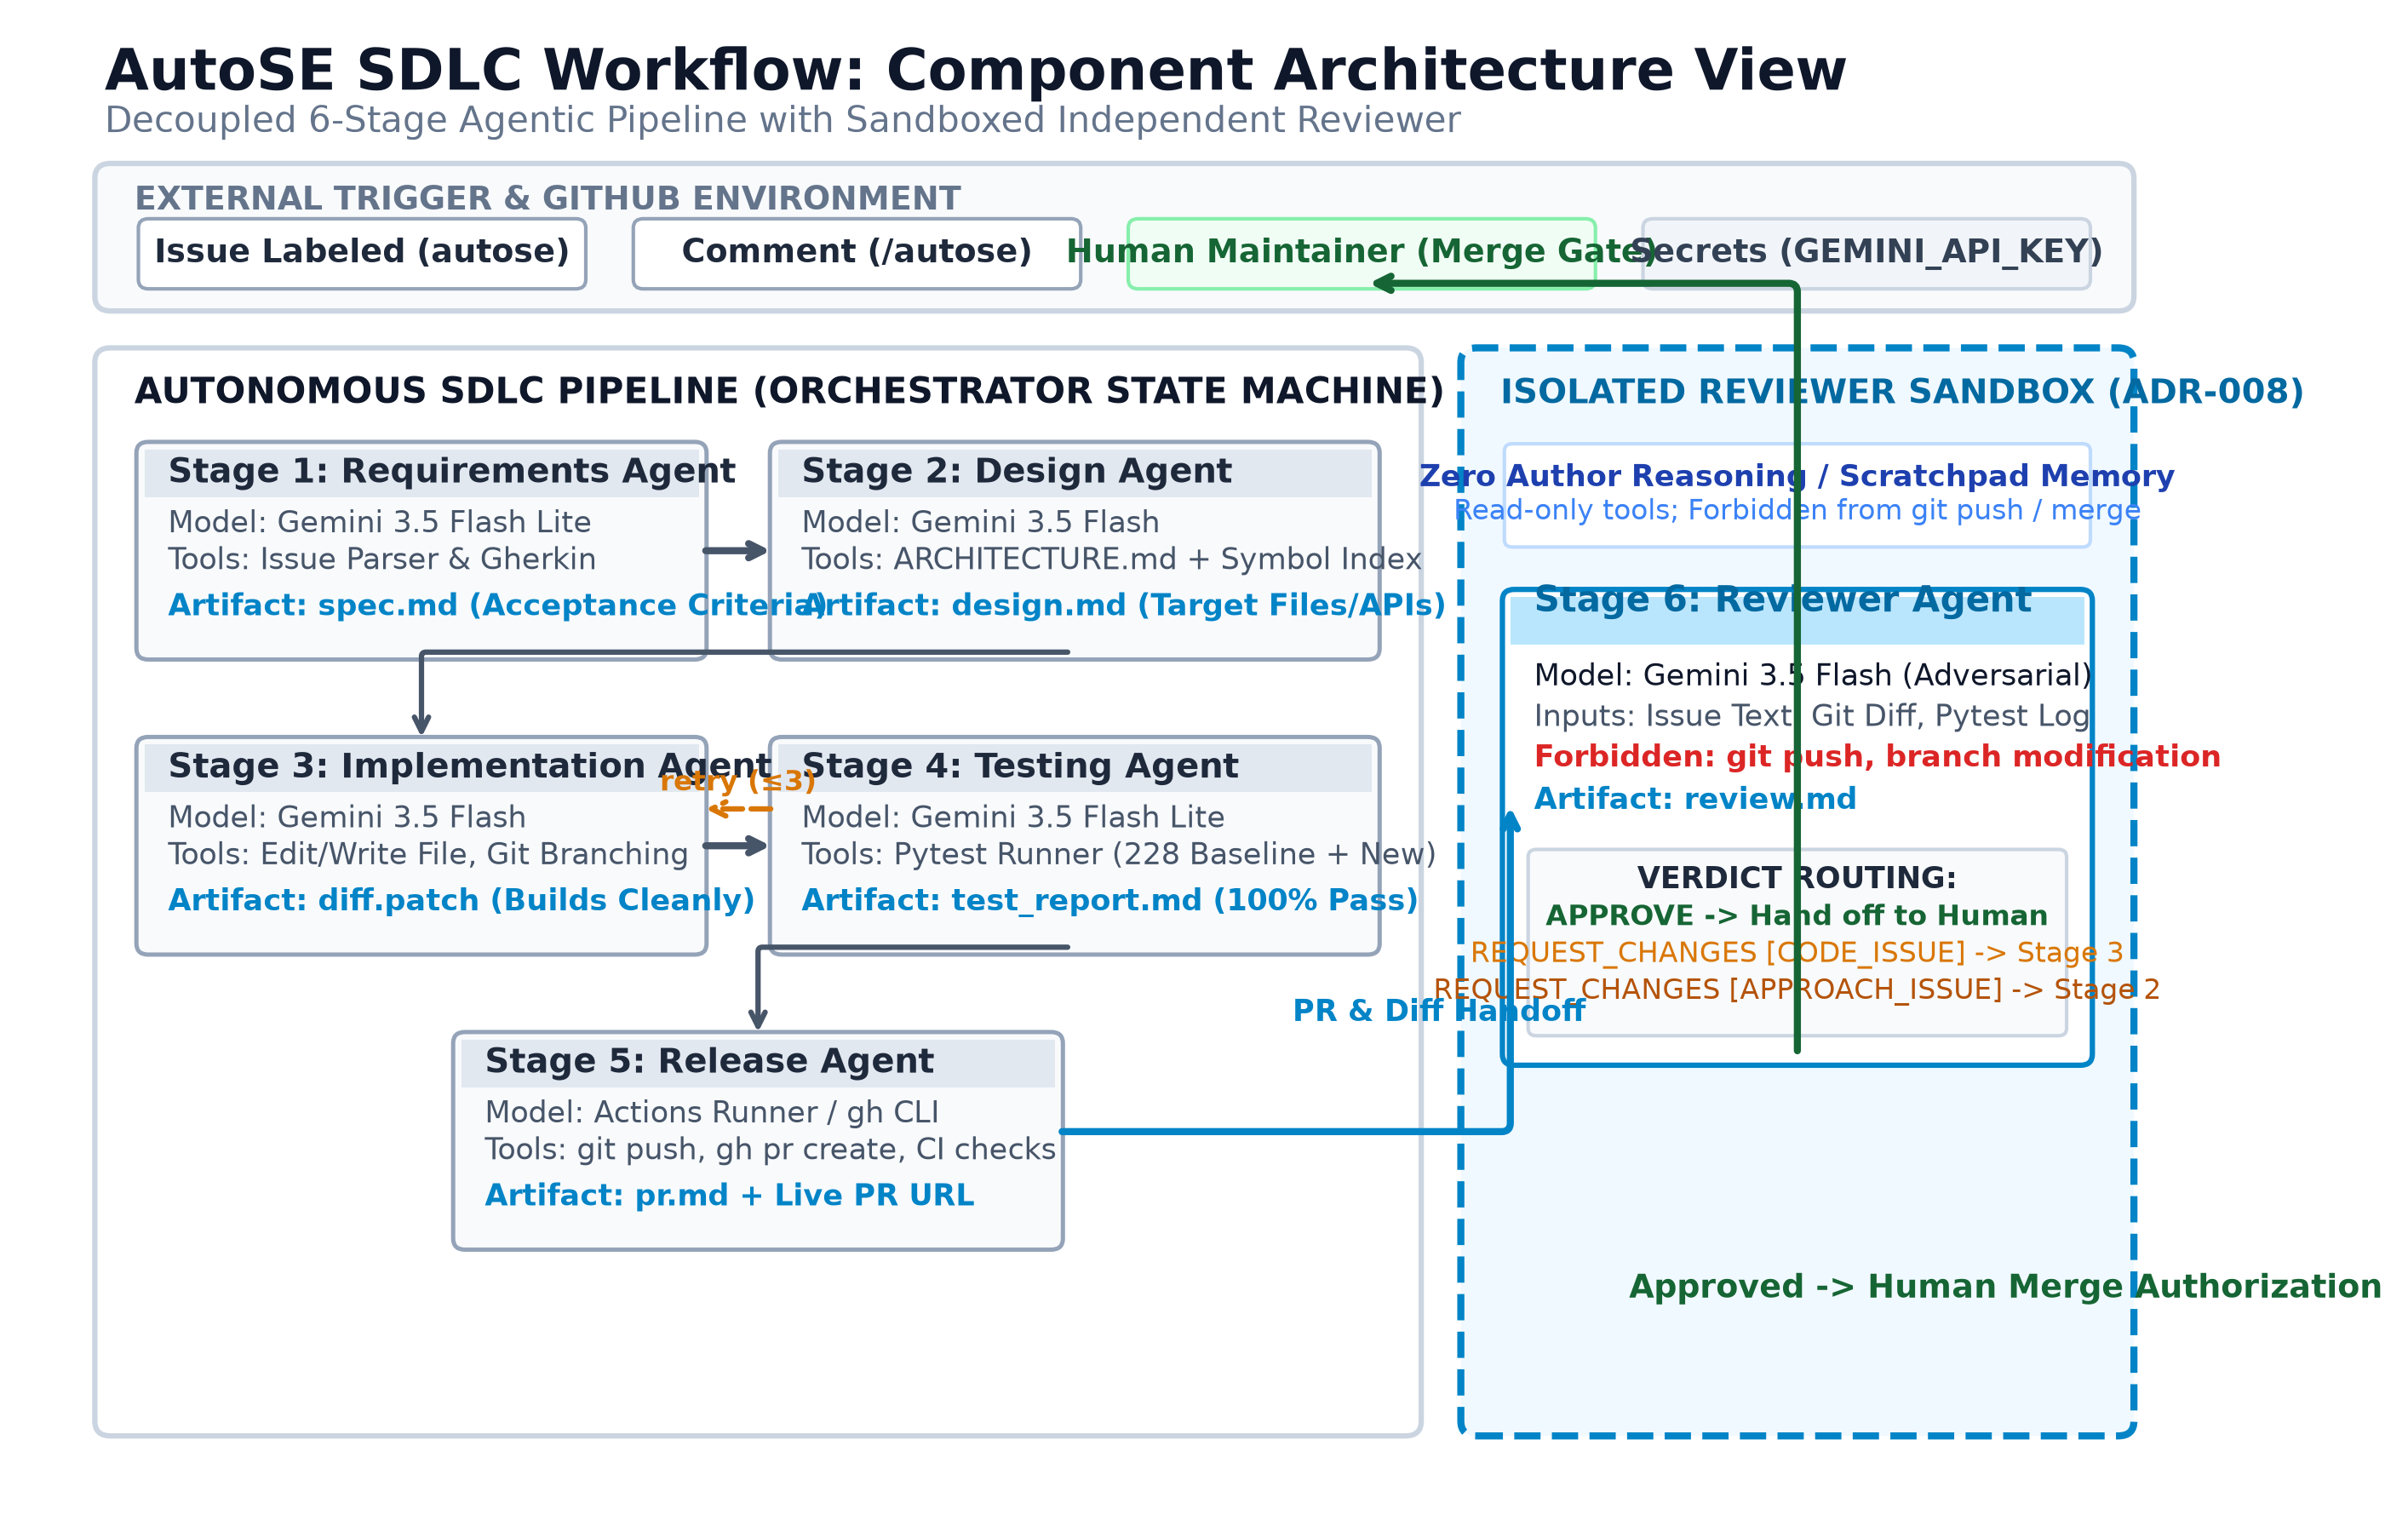 AutoSE SDLC Workflow: Component Architecture View
Decoupled 6-Stage Agentic Pipeline with Sandboxed Independent Reviewer
EXTERNAL TRIGGER & GITHUB ENVIRONMENT
Issue Labeled (autose)
Comment (/autose)
Human Maintainer (Merge Gate)
Secrets (GEMINI_API_KEY)
AUTONOMOUS SDLC PIPELINE (ORCHESTRATOR STATE MACHINE)
Stage 1: Requirements Agent
Model: Gemini 3.5 Flash Lite
Tools: Issue Parser & Gherkin
Artifact: spec.md (Acceptance Criteria)
Stage 2: Design Agent
Model: Gemini 3.5 Flash
Tools: ARCHITECTURE.md + Symbol Index
Artifact: design.md (Target Files/APIs)
Stage 3: Implementation Agent
Model: Gemini 3.5 Flash
Tools: Edit/Write File, Git Branching
Artifact: diff.patch (Builds Cleanly)
retry (≤3)
Stage 4: Testing Agent
Model: Gemini 3.5 Flash Lite
Tools: Pytest Runner (228 Baseline + New)
Artifact: test_report.md (100% Pass)
Stage 5: Release Agent
Model: Actions Runner / gh CLI
Tools: git push, gh pr create, CI checks
Artifact: pr.md + Live PR URL
PR & Diff Handoff
ISOLATED REVIEWER SANDBOX (ADR-008)
Zero Author Reasoning / Scratchpad Memory
Read-only tools; Forbidden from git push / merge
Stage 6: Reviewer Agent
Model: Gemini 3.5 Flash (Adversarial)
Inputs: Issue Text, Git Diff, Pytest Log
Forbidden: git push, branch modification
Artifact: review.md
VERDICT ROUTING:
APPROVE -> Hand off to Human
REQUEST_CHANGES [CODE_ISSUE] -> Stage 3
REQUEST_CHANGES [APPROACH_ISSUE] -> Stage 2
Approved -> Human Merge Authorization